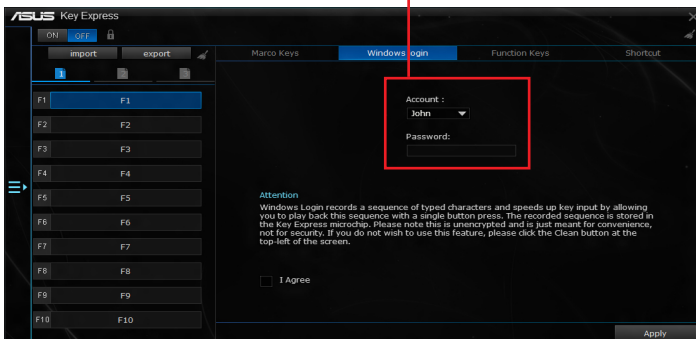 ASUS Key Express
ON OFF
import export
1 2 3
Marco Keys Windows login Function Keys Shortcut
F1 F1
F2 F2
F3 F3
F4 F4
F5 F5
F6 F6
F7 F7
F8 F8
F9 F9
F10 F10
Account :
John
Password:
Attention
Windows Login records a sequence of typed characters and speeds up key input by allowing
you to play back this sequence with a single button press. The recorded sequence is stored in
the Key Express microchip. Please note this is unencrypted and is just meant for convenience,
not for security. If you do not wish to use this feature, please click the Clean button at the
top-left of the screen.
I Agree
Apply